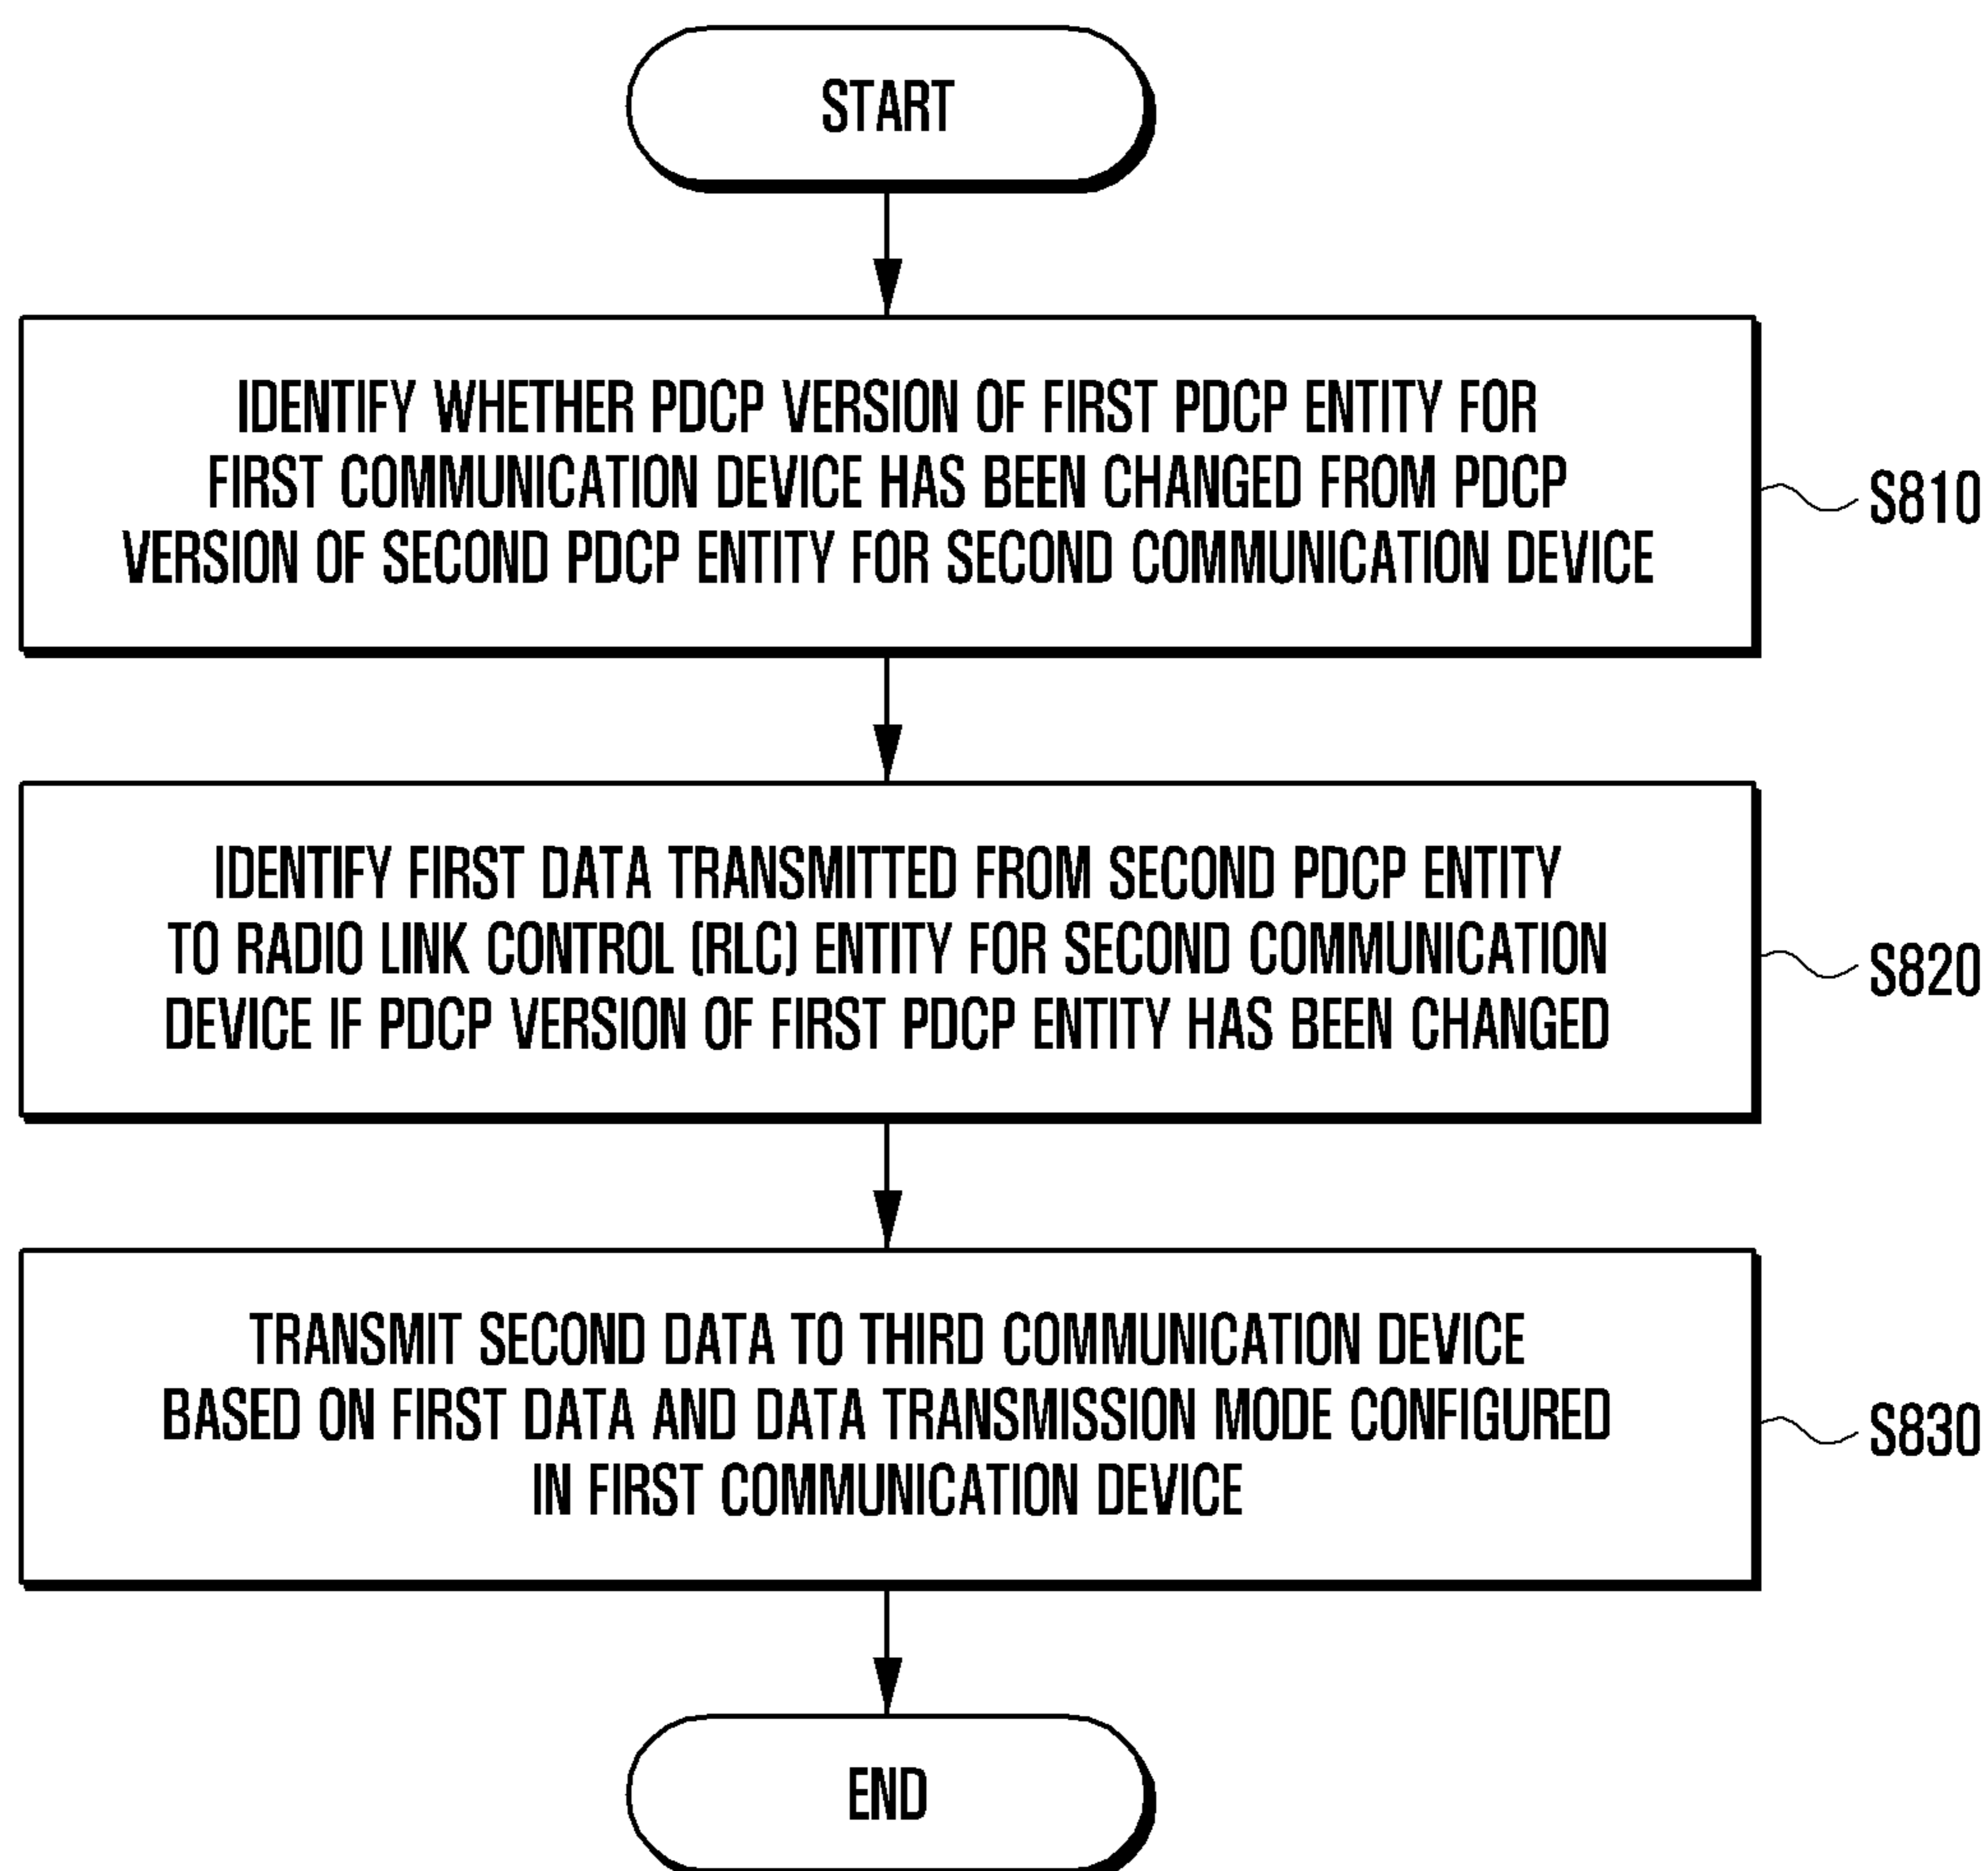 START
IDENTIFY WHETHER PDCP VERSION OF FIRST PDCP ENTITY FOR
FIRST COMMUNICATION DEVICE HAS BEEN CHANGED FROM PDCP
VERSION OF SECOND PDCP ENTITY FOR SECOND COMMUNICATION DEVICE
S810
IDENTIFY FIRST DATA TRANSMITTED FROM SECOND PDCP ENTITY
TO RADIO LINK CONTROL (RLC) ENTITY FOR SECOND COMMUNICATION
DEVICE IF PDCP VERSION OF FIRST PDCP ENTITY HAS BEEN CHANGED
S820
TRANSMIT SECOND DATA TO THIRD COMMUNICATION DEVICE
BASED ON FIRST DATA AND DATA TRANSMISSION MODE CONFIGURED
IN FIRST COMMUNICATION DEVICE
S830
END